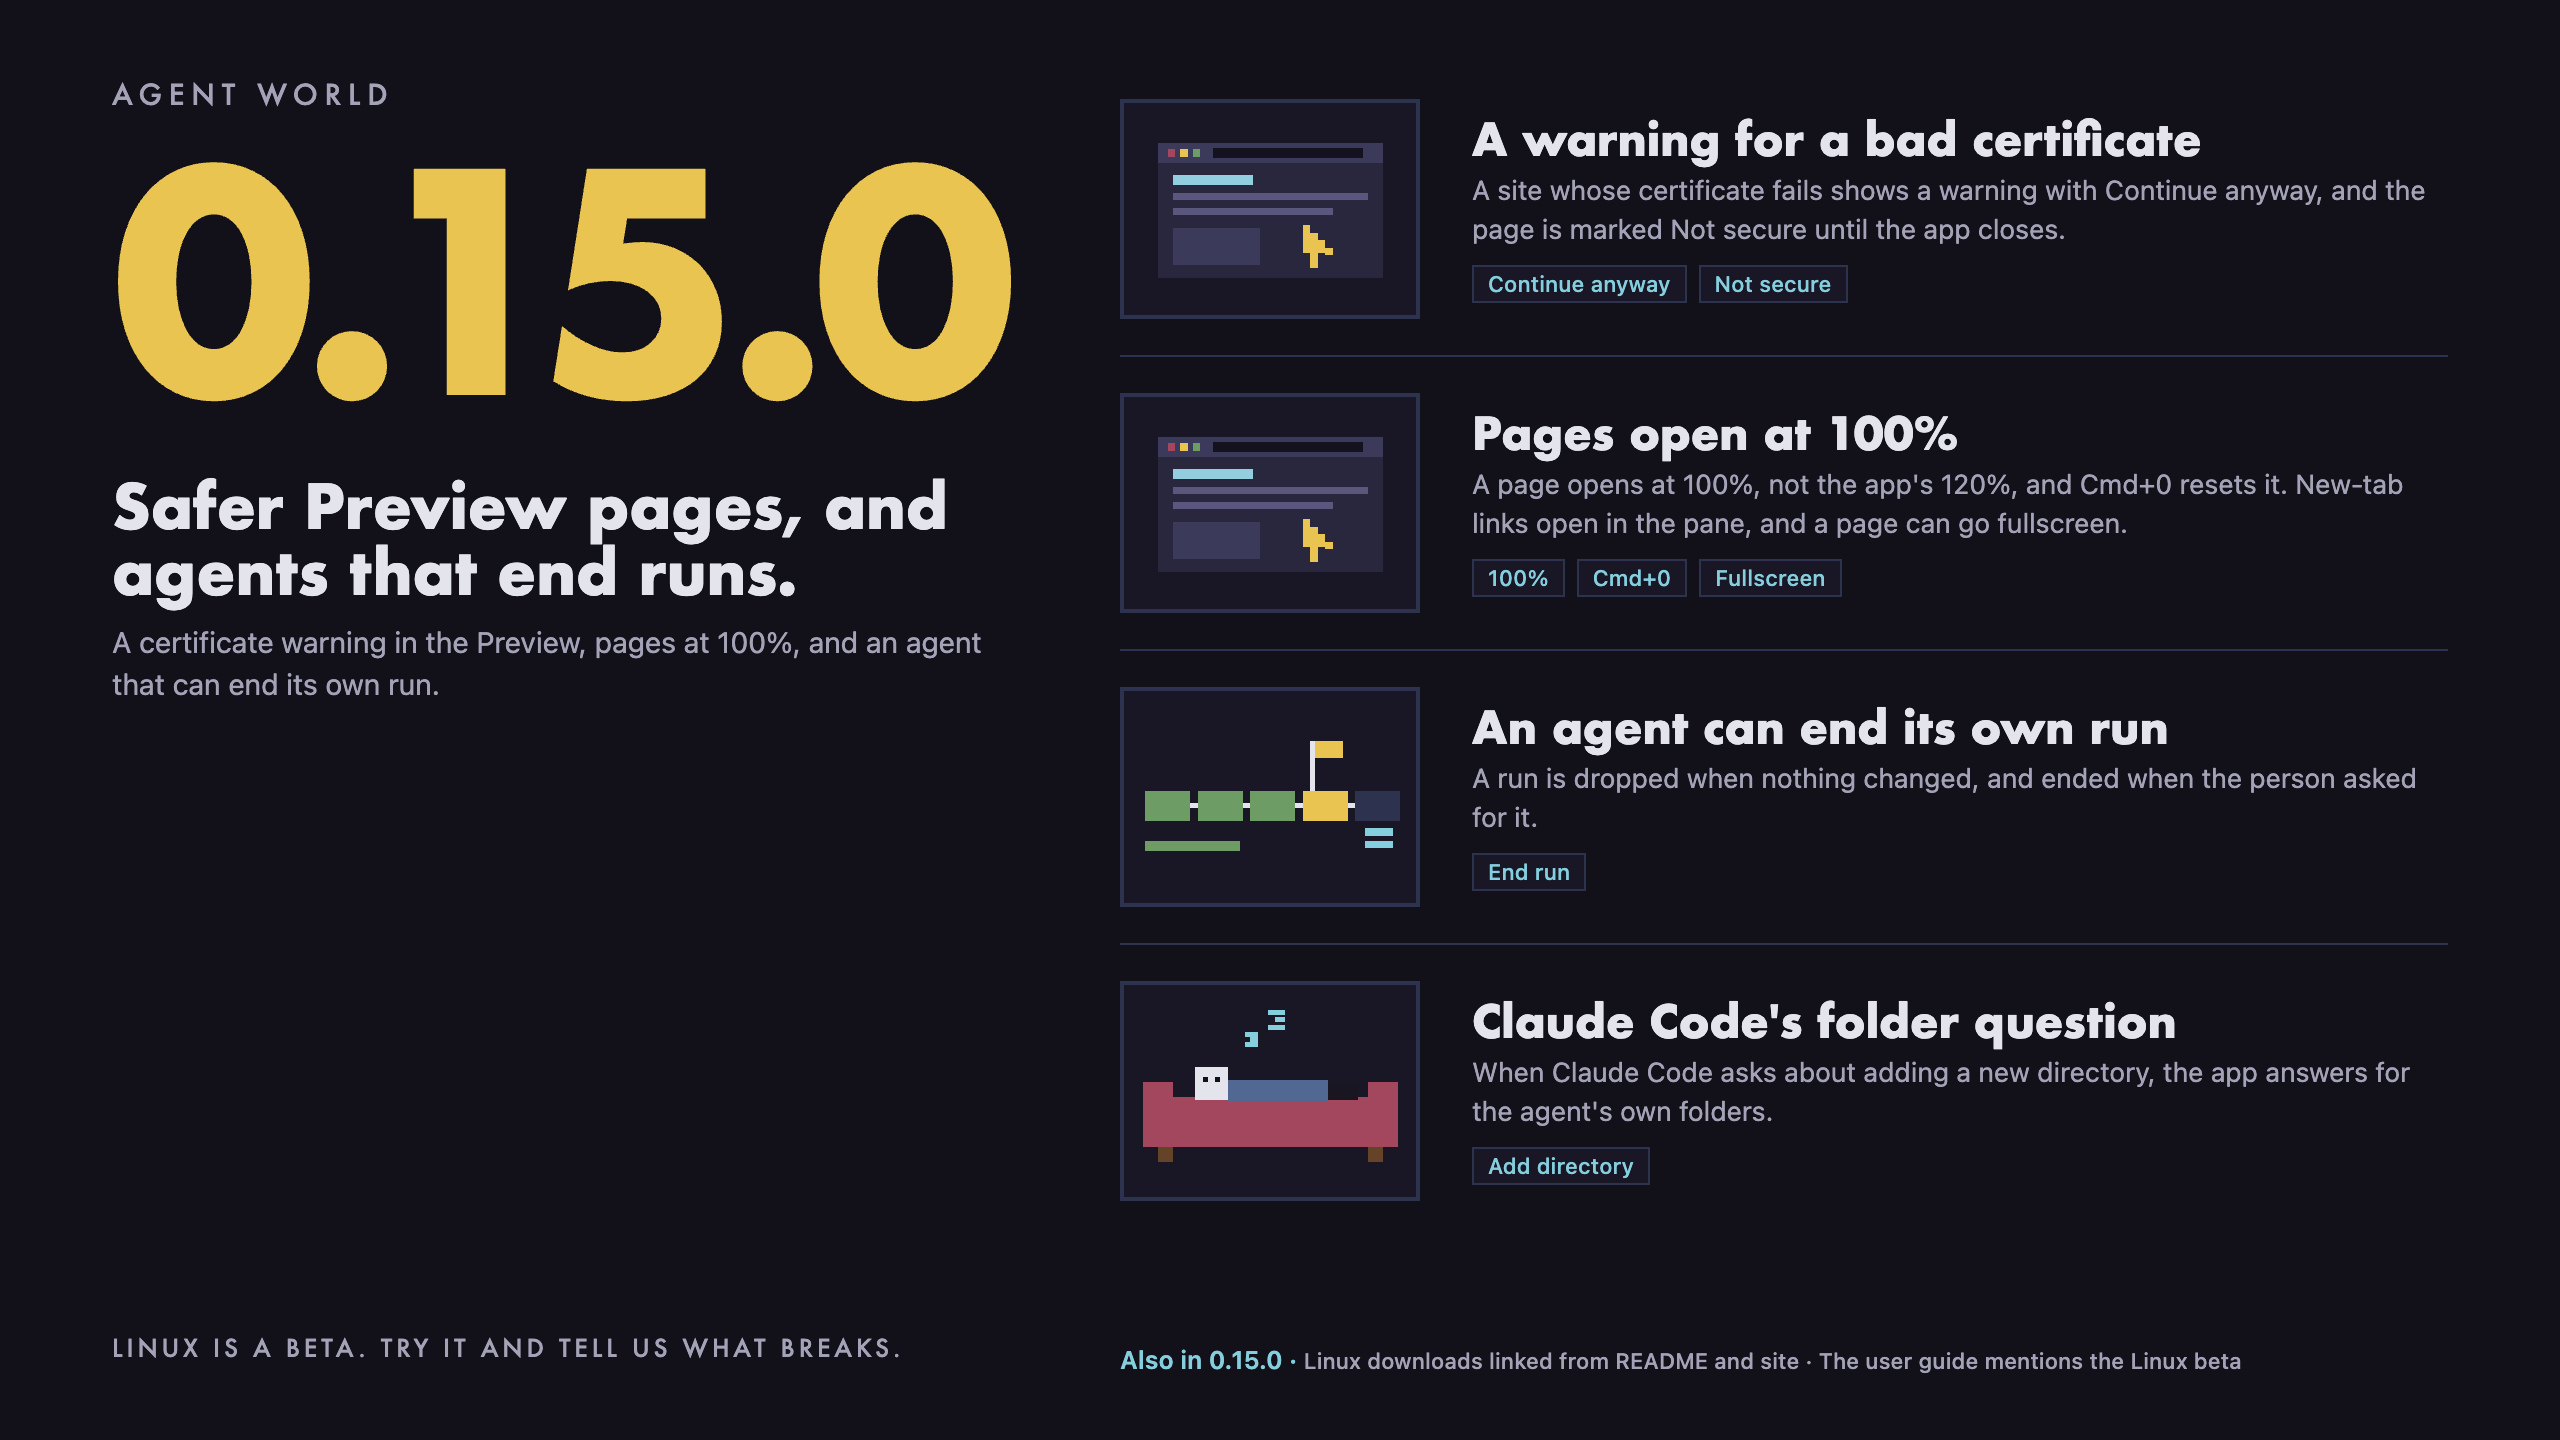 AGENT WORLD
0.15.0
Safer Preview pages, and
agents that end runs.
A certificate warning in the Preview, pages at 100%, and an agent
that can end its own run.
LINUX IS A BETA. TRY IT AND TELL US WHAT BREAKS.
A warning for a bad certificate
A site whose certificate fails shows a warning with Continue anyway, and the
page is marked Not secure until the app closes.
Continue anyway
Not secure
Pages open at 100%
A page opens at 100%, not the app's 120%, and Cmd+0 resets it. New-tab
links open in the pane, and a page can go fullscreen.
100%
Cmd+0
Fullscreen
An agent can end its own run
A run is dropped when nothing changed, and ended when the person asked
for it.
End run
Claude Code's folder question
When Claude Code asks about adding a new directory, the app answers for
the agent's own folders.
Add directory
Also in 0.15.0 · Linux downloads linked from README and site · The user guide mentions the Linux beta